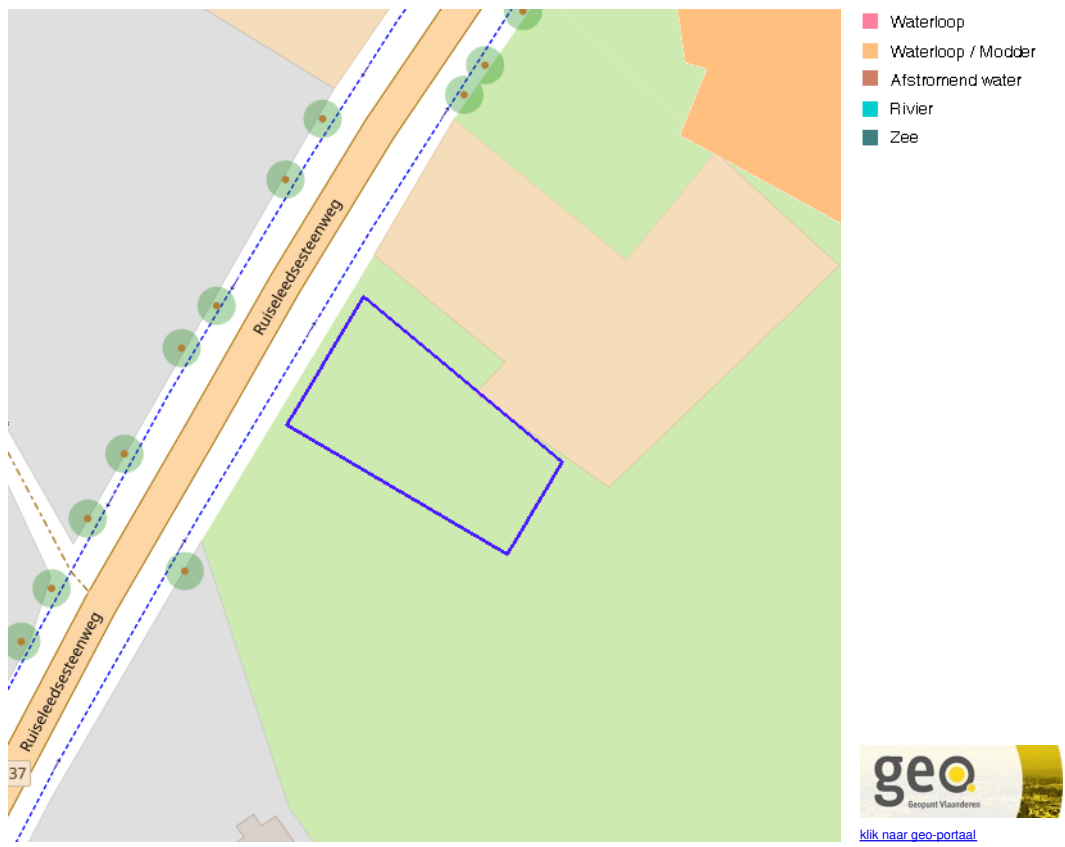 Waterloop
Waterloop / Modder
Afstromend water
Rivier
Zee
Ruiseleedsesteenweg
Ruiseleedsesteenweg
37
geo.
Geopunt Vlaanderen
klik naar geo-portaal